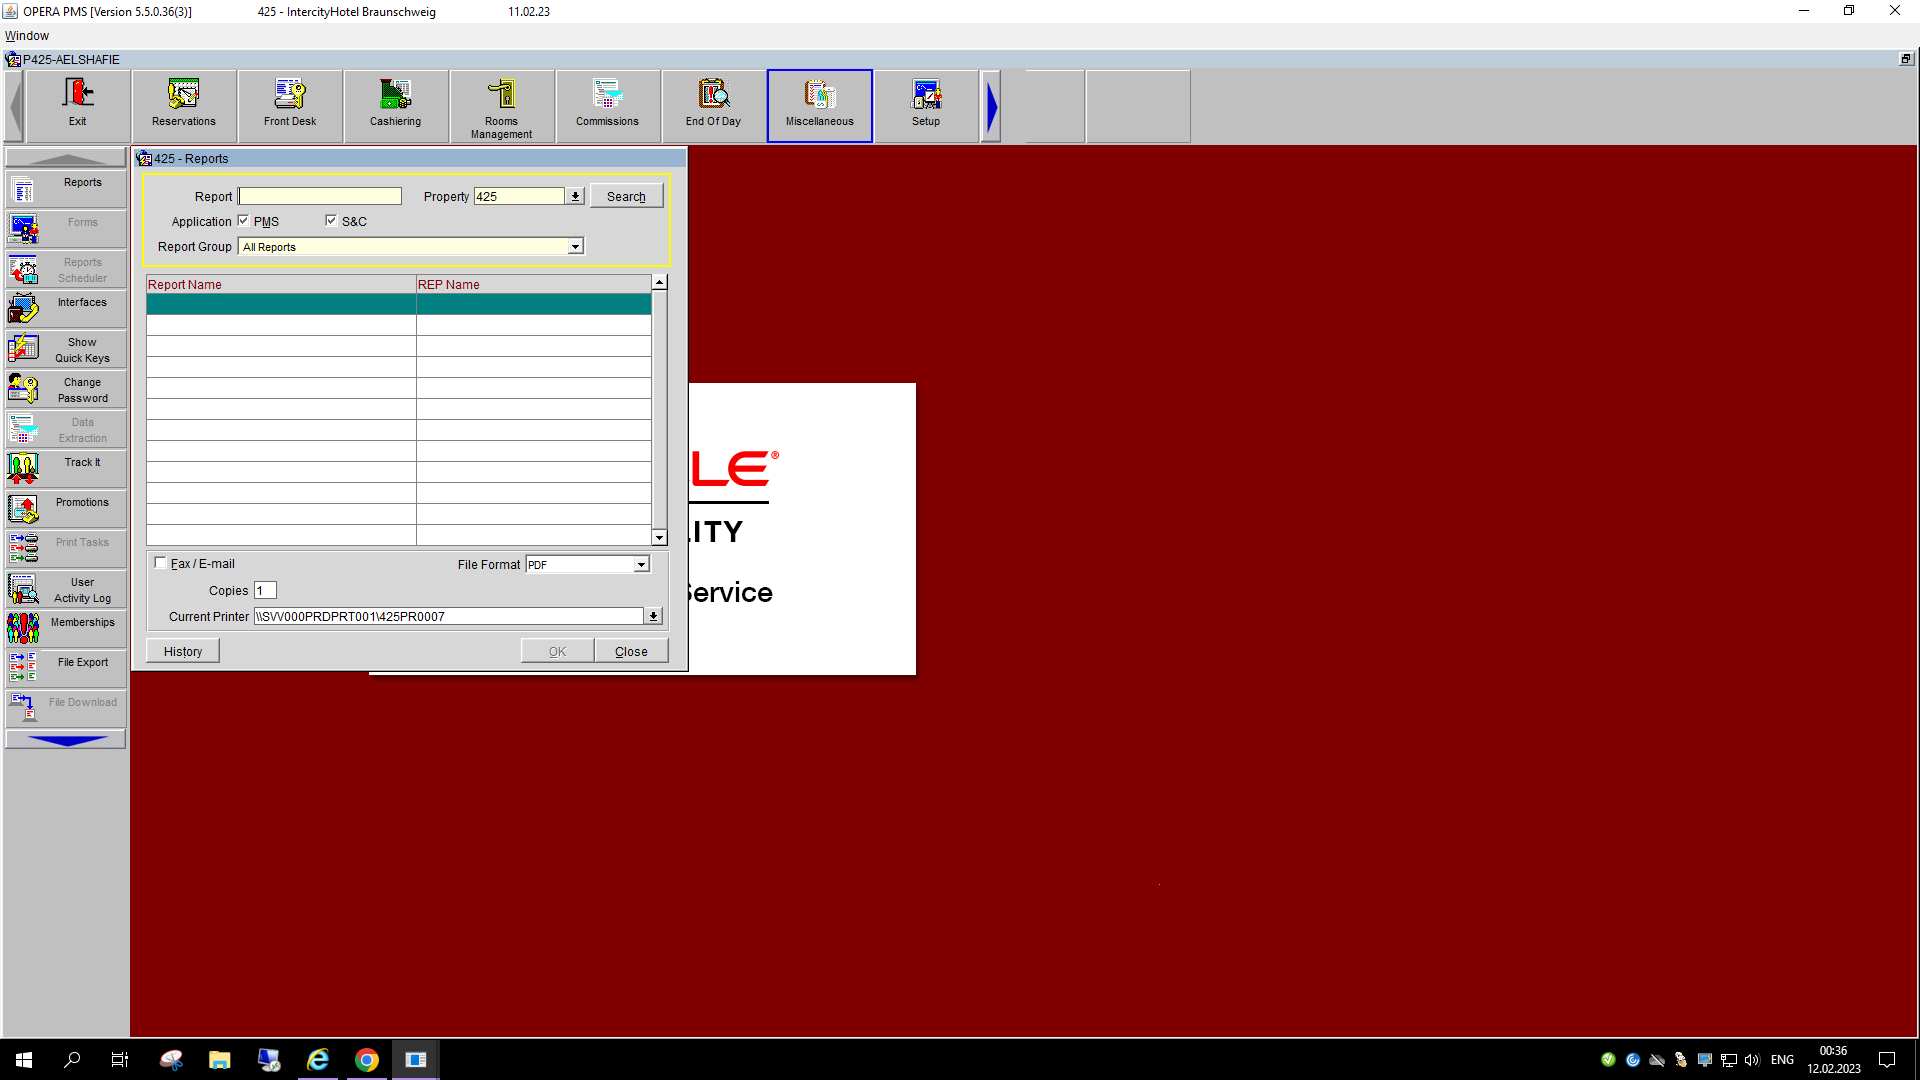 OPERA PMS [Version 5.5.0.36(3)] 425 - IntercityHotel Braunschweig 11.02.23
Window
P425-AELSHAFIE
Exit
Reservations
Front Desk
Cashiering
Rooms
Management
Commissions
End Of Day
Miscellaneous
Setup
Reports
Forms
Reports
Scheduler
Interfaces
Show
Quick Keys
Change
Password
Data
Extraction
Track It
Promotions
Print Tasks
User
Activity Log
Memberships
File Export
File Download
425 - Reports
Report
Property 425
Search
Application PMS S&C
Report Group All Reports
Report Name REP Name
Fax / E-mail
File Format PDF
Copies 1
Current Printer \\SVV000PRDPRT001\425PR0007
History
OK
Close
LE®
LITY
Service
ENG
00:36
12.02.2023